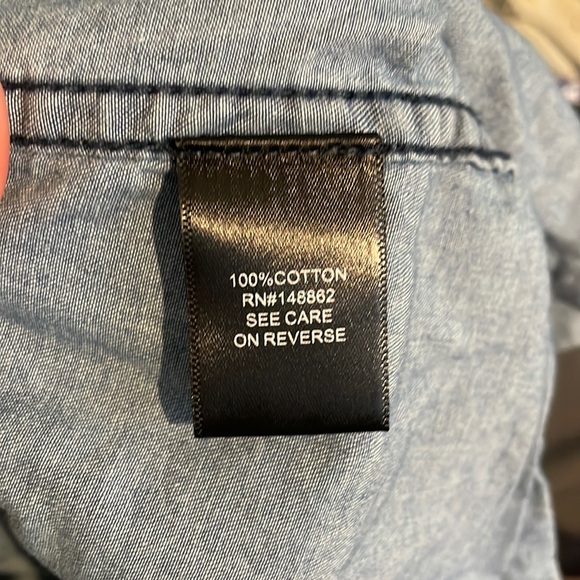 100%COTTON
RN#148862
SEE CARE
ON REVERSE